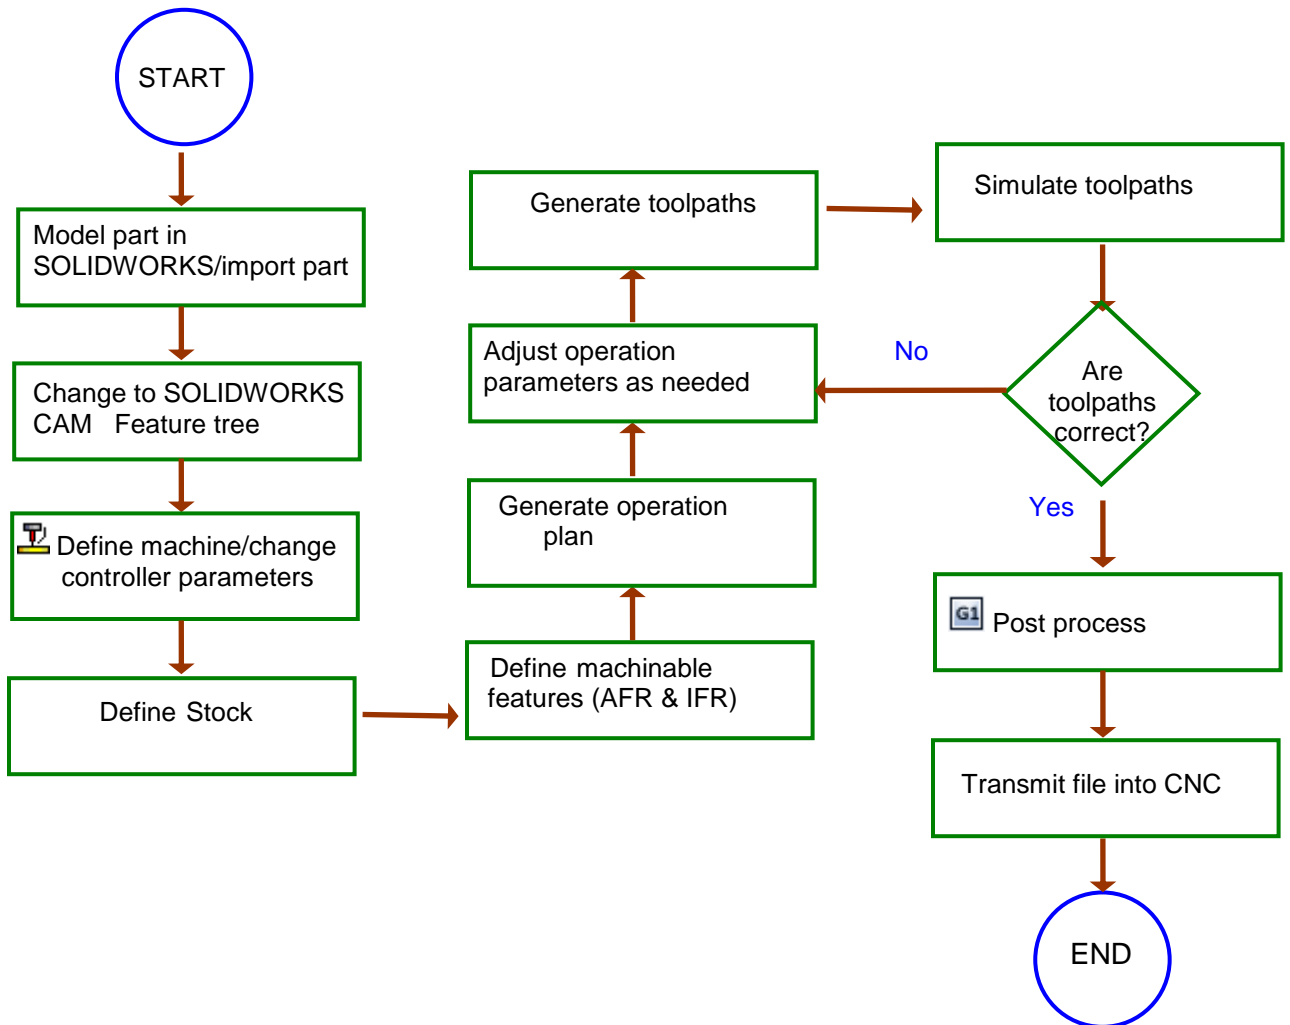 START
Model part in
SOLIDWORKS/import part
Change to SOLIDWORKS
CAM Feature tree
Define machine/change
controller parameters
Define Stock
Define machinable
features (AFR & IFR)
Generate operation
plan
Adjust operation
parameters as needed
Generate toolpaths
Simulate toolpaths
Are
toolpaths
correct?
No
Yes
G1
Post process
Transmit file into CNC
END